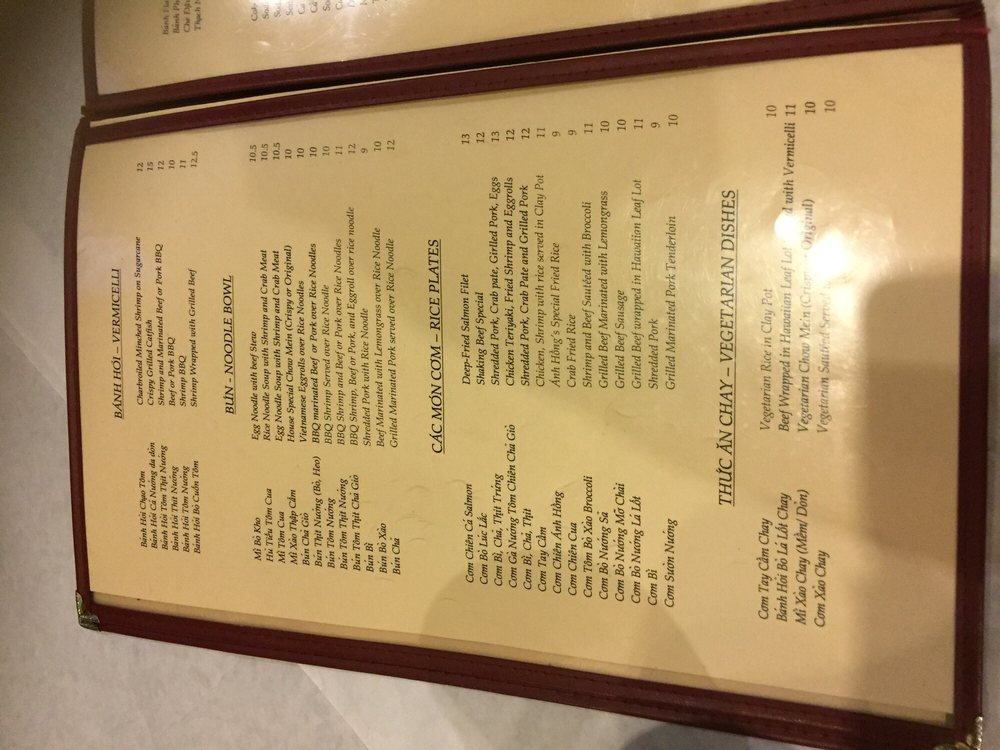 BÁNH HỎI – VERMICELLI
Bánh Hỏi Chạo Tôm Charbroiled Minched Shrimp on Sugarcane 12
Bánh Hỏi Cá Nướng da dòn Crispy Grilled Catfish 15
Bánh Hỏi Tôm Thịt Nướng Shrimp and Marinated Beef or Pork BBQ 12
Bánh Hỏi Thịt Nướng Beef or Pork BBQ 10
Bánh Hỏi Tôm Nướng Shrimp BBQ 11
Bánh Hỏi Bò Cuốn Tôm Shrimp Wrapped with Grilled Beef 12.5
BÚN - NOODLE BOWL
Mì Bò Kho Egg Noodle with beef Stew 10.5
Hủ Tiếu Tôm Cua Rice Noodle Soup with Shrimp and Crab Meat 10.5
Mì Tôm Cua Egg Noodle Soup with Shrimp and Crab Meat 10.5
Mì Xào Thập Cẩm House Special Chow Mein (Crispy or Original) 10
Bún Chả Giò Vietnamese Eggrolls over Rice Noodles 10
Bún Thịt Nướng (Bò, Heo) BBQ marinated Beef or Pork over Rice Noodles 10
Bún Tôm Nướng BBQ Shrimp Served over Rice Noodle 10
Bún Tôm Thịt Nướng BBQ Shrimp and Beef or Pork over Rice Noodles 11
Bún Tôm Thịt Chả Giò BBQ Shrimp, Beef or Pork, and Eggroll over rice noodle 12
Bún Bì Shredded Pork with Rice Noodle 9
Bún Bò Xào Beef Marinated with Lemongrass over Rice Noodle 10
Bún Chả Grilled Marinated Pork served over Rice Noodle 12
CÁC MÓN CƠM – RICE PLATES
Cơm Chiên Cá Salmon Deep-Fried Salmon Filet 13
Cơm Bò Lúc Lắc Shaking Beef Special 12
Cơm Bì, Chả, Thịt Trứng Shredded Pork, Crab pate, Girlled Pork, Eggs 13
Cơm Gà Nướng Tôm Chiên Chả Giò Chicken Teriyaki, Fried Shrimp and Eggrolls 12
Cơm Bì, Chả, Thịt Shredded Pork, Crab Pate and Grilled Pork 12
Cơm Tay Cầm Chicken, Shrimp with rice served in Clay Pot 11
Cơm Chiên Ánh Hồng Ánh Hồng's Special Fried Rice 9
Cơm Chiên Cua Crab Fried Rice 9
Cơm Tôm Bò Xào Broccoli Shrimp and Beef Sautéed with Broccoli 11
Cơm Bò Nướng Sả Grilled Beef Marinated with Lemongrass 10
Cơm Bò Nướng Mỡ Chài Grilled Beef Sausage 10
Cơm Bò Nướng Lá Lốt Grilled Beef wrapped in Hawaiian Leaf Lot 11
Cơm Bì Shredded Pork 9
Cơm Sườn Nướng Grilled Marinated Pork Tenderloin 10
THỨC ĂN CHAY – VEGETARIAN DISHES
Cơm Tay Cầm Chay Vegetarian Rice in Clay Pot 10
Bánh Hỏi Bò Lá Lốt Chay Beef Wrapped in Hawaiian Leaf Lot with Vermicelli 11
Mì Xào Chay (Mềm/ Dòn) Vegetarian Chow Mein Original) 10
Cơm Xào Chay Vegetarian Sautéed 10